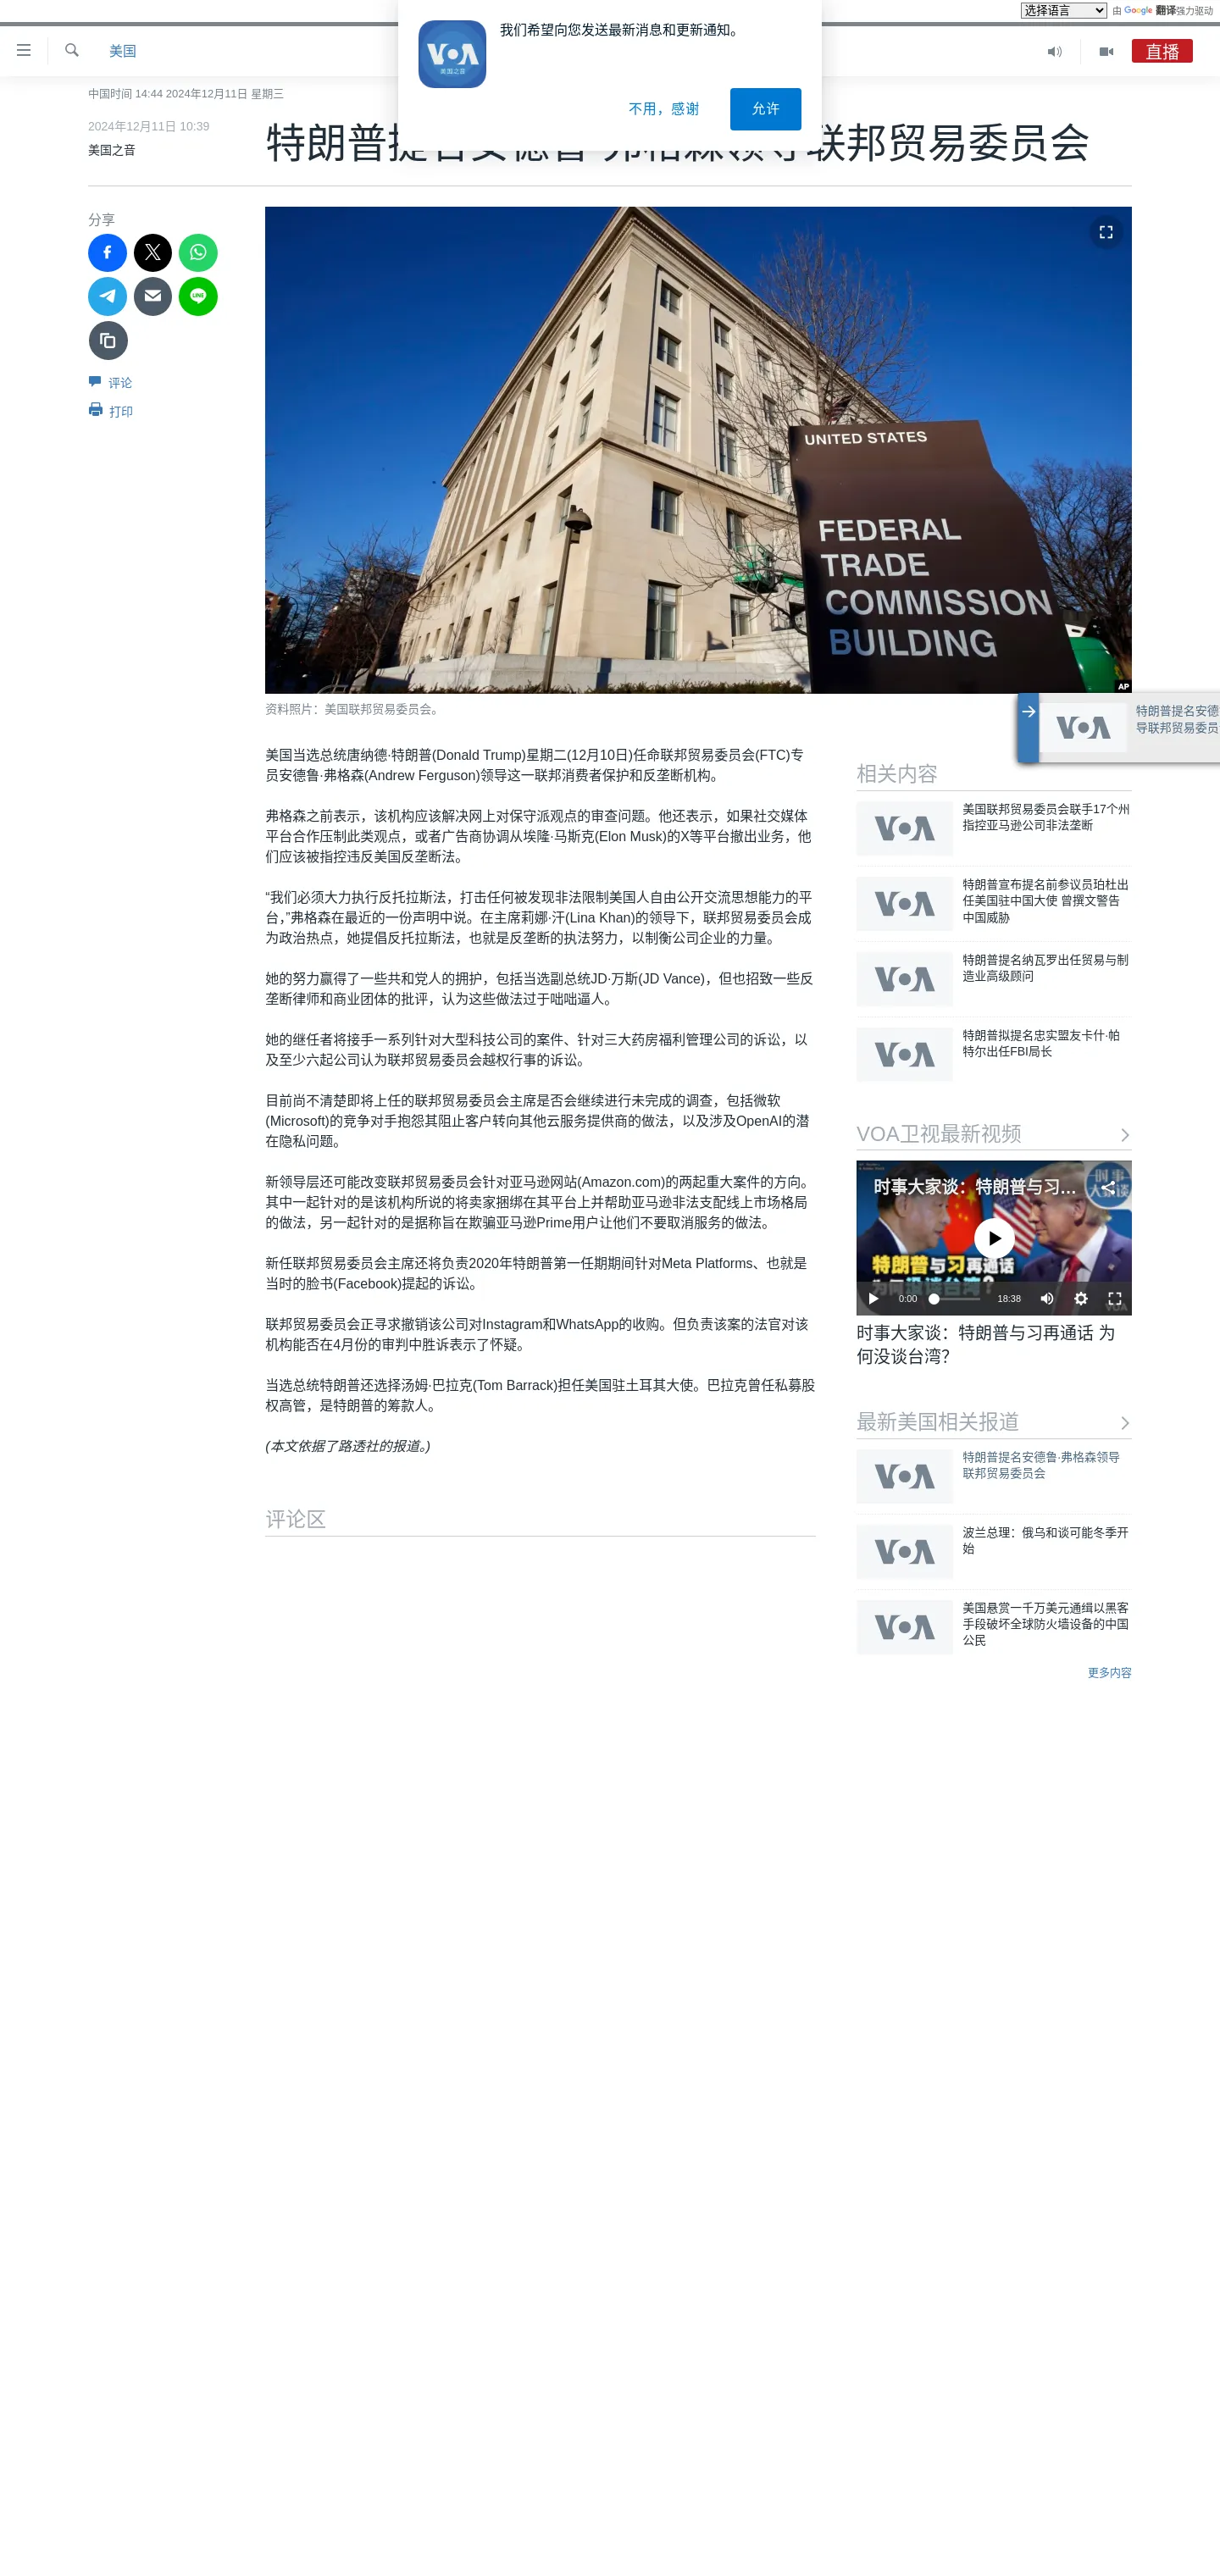 选择语言 由 Google 翻译强力驱动
我们希望向您发送最新消息和更新通知。
VOA
美国之音
不用，感谢
允许
美国
直播
中国时间 14:44 2024年12月11日 星期三
2024年12月11日 10:39
美国之音
特朗普提名安德鲁·弗格森领导联邦贸易委员会
分享
评论
打印
UNITED STATES
FEDERAL
TRADE
COMMISSION
BUILDING
AP
资料照片：美国联邦贸易委员会。
VOA
特朗普提名安德
导联邦贸易委员
美国当选总统唐纳德·特朗普(Donald Trump)星期二(12月10日)任命联邦贸易委员会(FTC)专
员安德鲁·弗格森(Andrew Ferguson)领导这一联邦消费者保护和反垄断机构。
弗格森之前表示，该机构应该解决网上对保守派观点的审查问题。他还表示，如果社交媒体
平台合作压制此类观点，或者广告商协调从埃隆·马斯克(Elon Musk)的X等平台撤出业务，他
们应该被指控违反美国反垄断法。
“我们必须大力执行反托拉斯法，打击任何被发现非法限制美国人自由公开交流思想能力的平
台，”弗格森在最近的一份声明中说。在主席莉娜·汗(Lina Khan)的领导下，联邦贸易委员会成
为政治热点，她提倡反托拉斯法，也就是反垄断的执法努力，以制衡公司企业的力量。
她的努力赢得了一些共和党人的拥护，包括当选副总统JD·万斯(JD Vance)，但也招致一些反
垄断律师和商业团体的批评，认为这些做法过于咄咄逼人。
她的继任者将接手一系列针对大型科技公司的案件、针对三大药房福利管理公司的诉讼，以
及至少六起公司认为联邦贸易委员会越权行事的诉讼。
目前尚不清楚即将上任的联邦贸易委员会主席是否会继续进行未完成的调查，包括微软
(Microsoft)的竞争对手抱怨其阻止客户转向其他云服务提供商的做法，以及涉及OpenAI的潜
在隐私问题。
新领导层还可能改变联邦贸易委员会针对亚马逊网站(Amazon.com)的两起重大案件的方向。
其中一起针对的是该机构所说的将卖家捆绑在其平台上并帮助亚马逊非法支配线上市场格局
的做法，另一起针对的是据称旨在欺骗亚马逊Prime用户让他们不要取消服务的做法。
新任联邦贸易委员会主席还将负责2020年特朗普第一任期期间针对Meta Platforms、也就是
当时的脸书(Facebook)提起的诉讼。
联邦贸易委员会正寻求撤销该公司对Instagram和WhatsApp的收购。但负责该案的法官对该
机构能否在4月份的审判中胜诉表示了怀疑。
当选总统特朗普还选择汤姆·巴拉克(Tom Barrack)担任美国驻土耳其大使。巴拉克曾任私募股
权高管，是特朗普的筹款人。
(本文依据了路透社的报道。)
评论区
相关内容
VOA
美国联邦贸易委员会联手17个州
指控亚马逊公司非法垄断
VOA
特朗普宣布提名前参议员珀杜出
任美国驻中国大使 曾撰文警告
中国威胁
VOA
特朗普提名纳瓦罗出任贸易与制
造业高级顾问
VOA
特朗普拟提名忠实盟友卡什·帕
特尔出任FBI局长
VOA卫视最新视频
时事大家谈：特朗普与习...
特朗普与习再通话
为何没谈台湾？
0:00
18:38
时事大家谈：特朗普与习再通话 为
何没谈台湾？
最新美国相关报道
VOA
特朗普提名安德鲁·弗格森领导
联邦贸易委员会
VOA
波兰总理：俄乌和谈可能冬季开
始
VOA
美国悬赏一千万美元通缉以黑客
手段破坏全球防火墙设备的中国
公民
更多内容